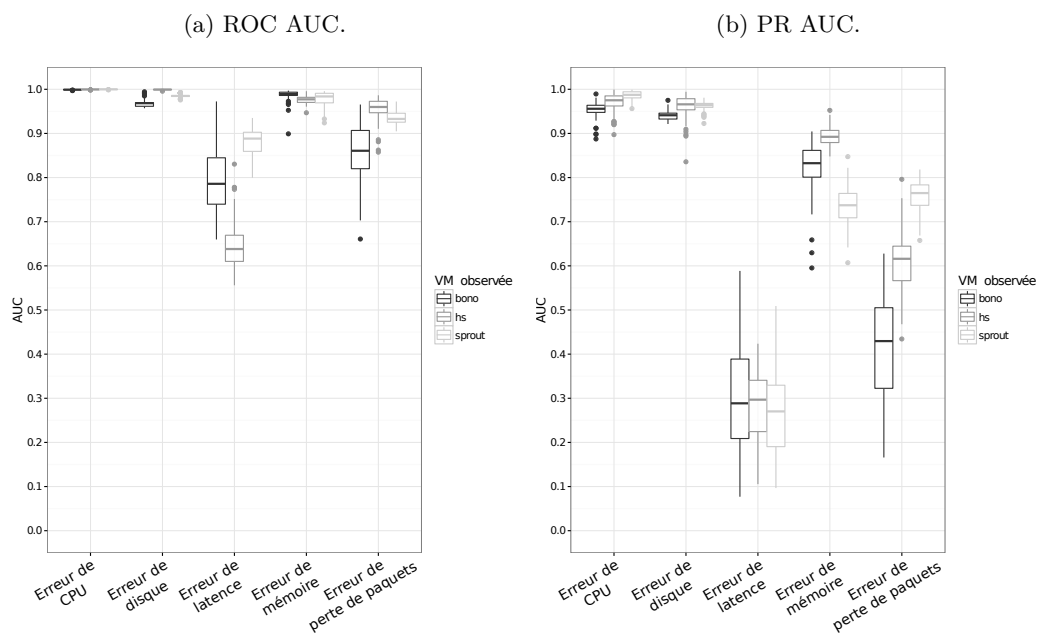 (a) ROC AUC.
AUC
1.0
0.9
0.8
0.7
0.6
0.5
0.4
0.3
0.2
0.1
0.0
Erreur de
CPU
Erreur de
disque
Erreur de
latence
Erreur de
mémoire
Erreur de
perte de paquets
VM observée
bono
hs
sprout
(b) PR AUC.
AUC
1.0
0.9
0.8
0.7
0.6
0.5
0.4
0.3
0.2
0.1
0.0
Erreur de
CPU
Erreur de
disque
Erreur de
latence
Erreur de
mémoire
Erreur de
perte de paquets
VM observée
bono
hs
sprout